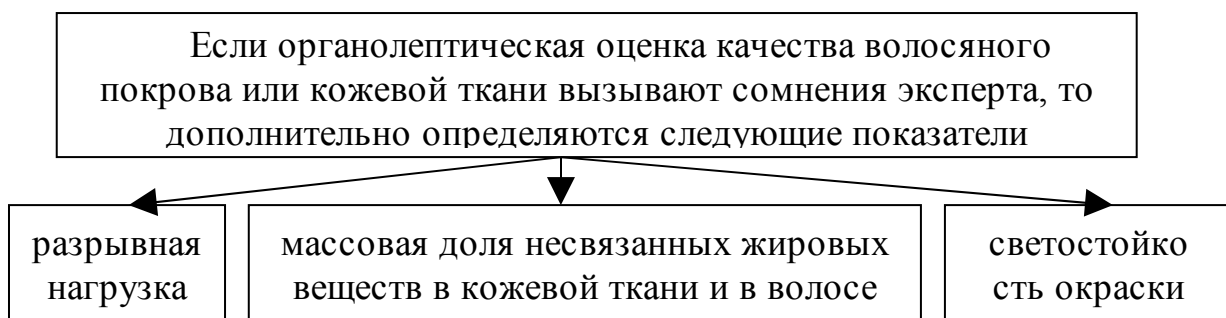 Если органолептическая оценка качества волосяного
покрова или кожевой ткани вызывают сомнения эксперта, то
дополнительно определяются следующие показатели
разрывная
нагрузка
массовая доля несвязанных жировых
веществ в кожевой ткани и в волосе
светостойко
сть окраски